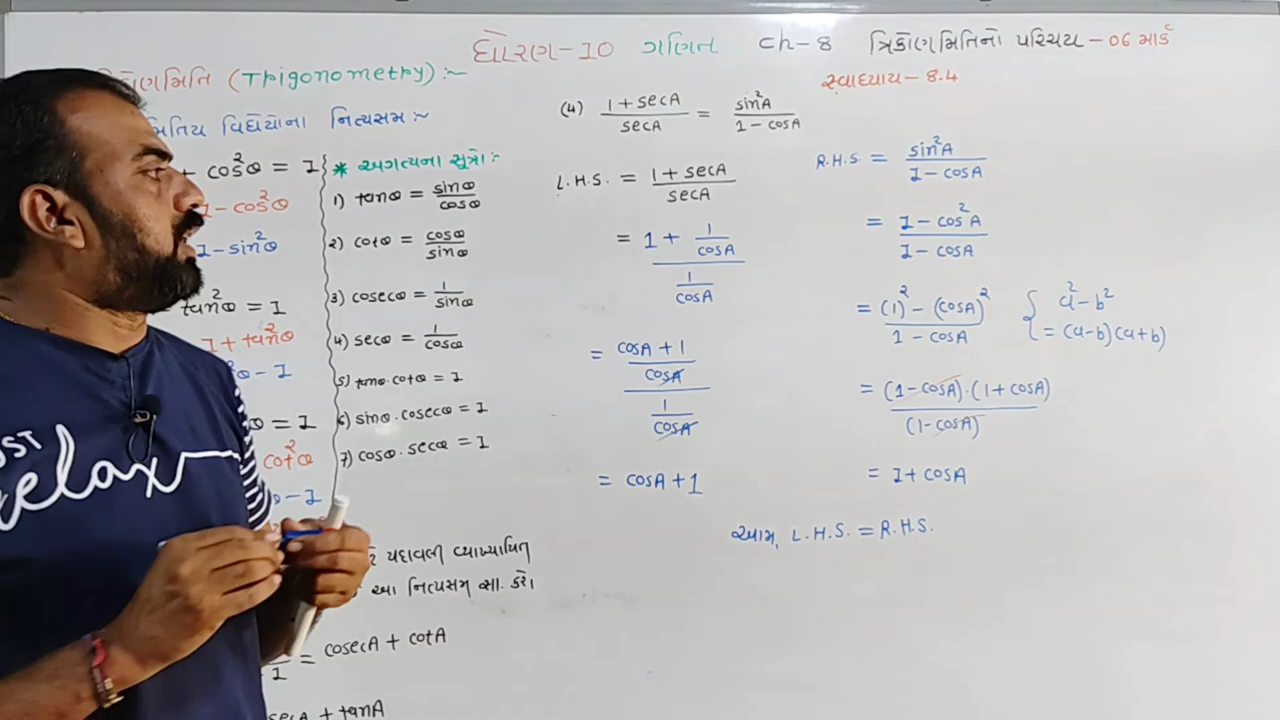 ધોરણ-10 ગણિત Ch-8 ત્રિકોણમિતિનો પરિચય - 06 માર્ક
(Trigonometry):~
સ્વાધ્યાય - 8.4
વિધેયોના નિત્યસમ:~
+ cos²θ = 1
1 - cos²θ
1 - sin²θ
tan²θ = 1
1 + tan²θ
²θ - 1
θ = 1
cot²θ
θ - 1
* અગત્યના સૂત્રો:-
1) tanθ = sinθ/cosθ
2) cotθ = cosθ/sinθ
3) cosecθ = 1/sinθ
4) secθ = 1/cosθ
5) tanθ·cotθ = 1
6) sinθ·cosecθ = 1
7) cosθ·secθ = 1
પદાવલી વ્યાખ્યાયિત
આ નિત્યસમ સા. કરો.
= cosecA + cotA
1
secA + tanA
(4) (1 + secA)/secA = sin²A/(1 - cosA)
L.H.S. = (1 + secA)/secA
= (1 + 1/cosA)/(1/cosA)
= ((cosA + 1)/cosA)/(1/cosA)
= cosA + 1
R.H.S. = sin²A/(1 - cosA)
= (1 - cos²A)/(1 - cosA)
= ((1)² - (cosA)²)/(1 - cosA) { a² - b²
= (a-b)(a+b)
= (1 - cosA)·(1 + cosA)/(1 - cosA)
= 1 + cosA
આમ, L.H.S. = R.H.S.
JUST
relax